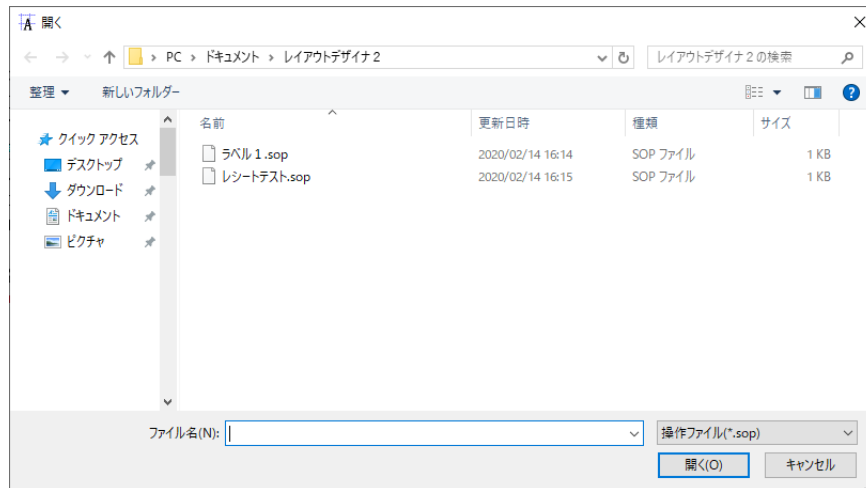 開く
PC › ドキュメント › レイアウトデザイナ2
レイアウトデザイナ2の検索
整理 新しいフォルダー
名前 更新日時 種類 サイズ
クイック アクセス
デスクトップ
ダウンロード
ドキュメント
ピクチャ
ラベル1.sop 2020/02/14 16:14 SOP ファイル 1 KB
レシートテスト.sop 2020/02/14 16:15 SOP ファイル 1 KB
ファイル名(N):
操作ファイル(*.sop)
開く(O) キャンセル